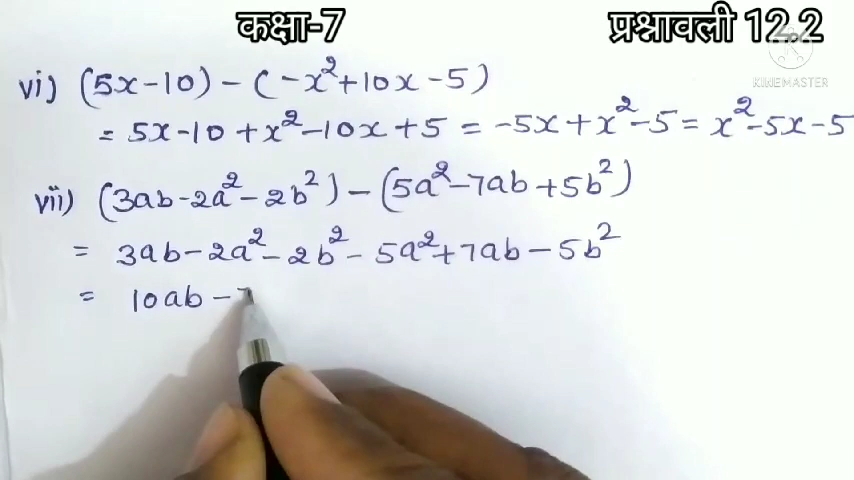 कक्षा-7
प्रश्नावली 12.2
KINEMASTER
vi) (5x-10) - (-x²+10x-5)
= 5x-10+x²-10x+5 = -5x+x²-5 = x²-5x-5
vii) (3ab-2a²-2b²) - (5a²-7ab+5b²)
= 3ab-2a²-2b²-5a²+7ab-5b²
= 10ab -